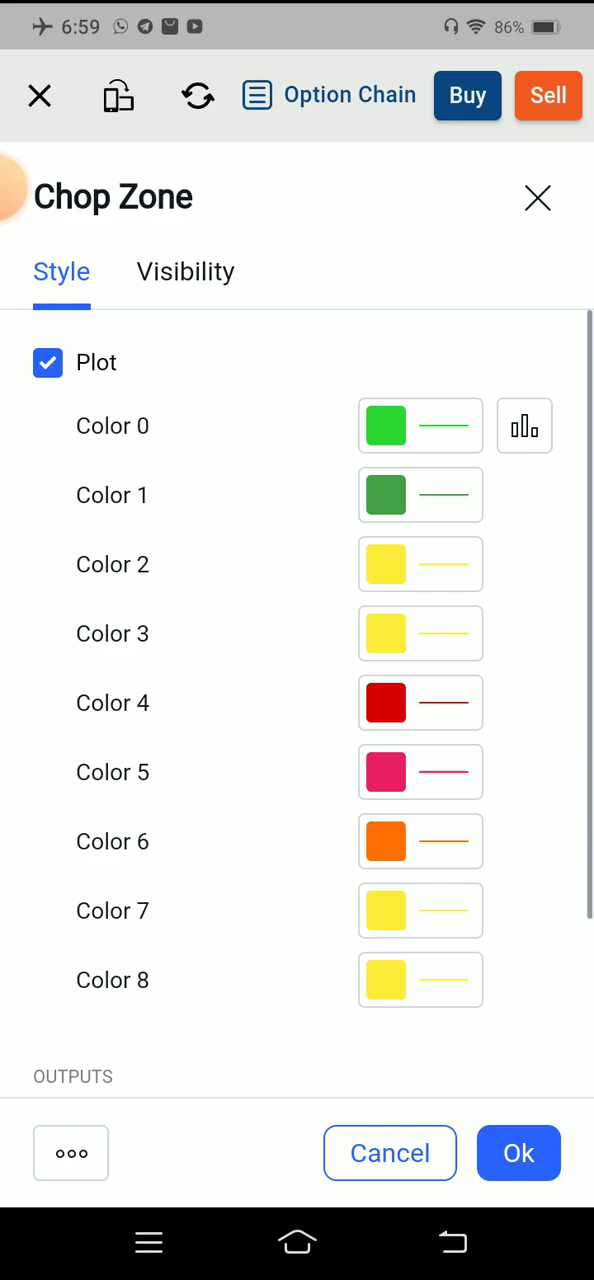 6:59 86%
Option Chain Buy Sell
Chop Zone
Style Visibility
Plot
Color 0
Color 1
Color 2
Color 3
Color 4
Color 5
Color 6
Color 7
Color 8
OUTPUTS
Cancel Ok